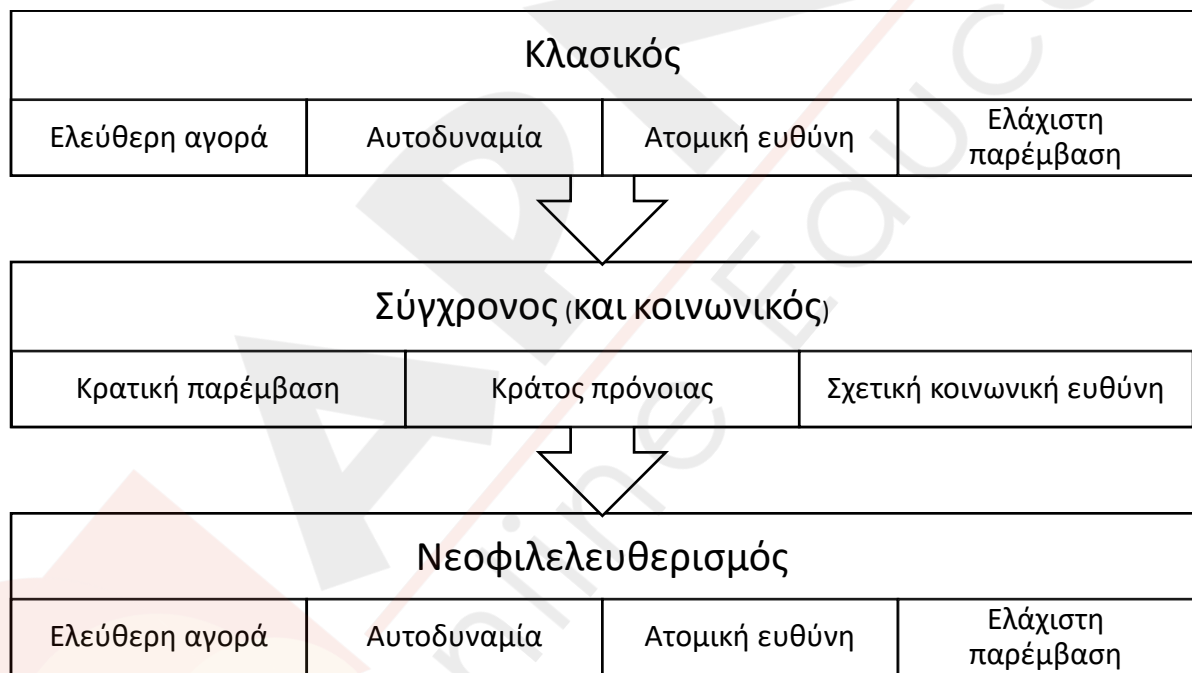 Κλασικός
Ελεύθερη αγορά Αυτοδυναμία Ατομική ευθύνη Ελάχιστη παρέμβαση
Σύγχρονος (και κοινωνικός)
Κρατική παρέμβαση Κράτος πρόνοιας Σχετική κοινωνική ευθύνη
Νεοφιλελευθερισμός
Ελεύθερη αγορά Αυτοδυναμία Ατομική ευθύνη Ελάχιστη παρέμβαση